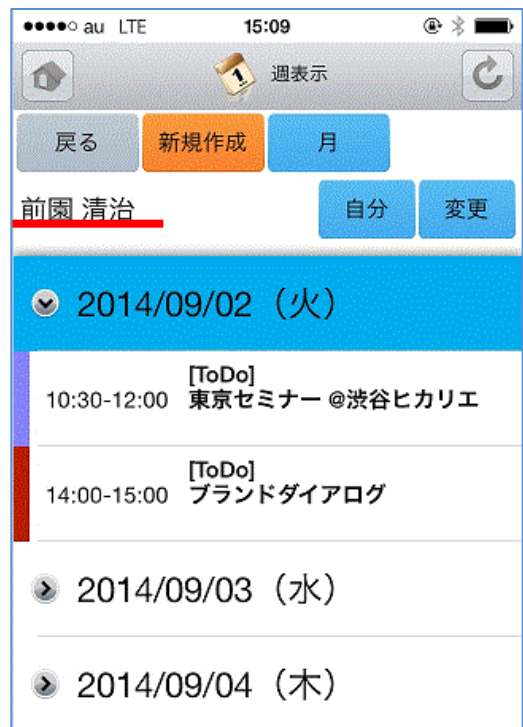 au LTE 15:09
1 週表示
戻る 新規作成 月
前園 清治 自分 変更
2014/09/02（火）
[ToDo]
10:30-12:00 東京セミナー @渋谷ヒカリエ
[ToDo]
14:00-15:00 ブランドダイアログ
2014/09/03（水）
2014/09/04（木）